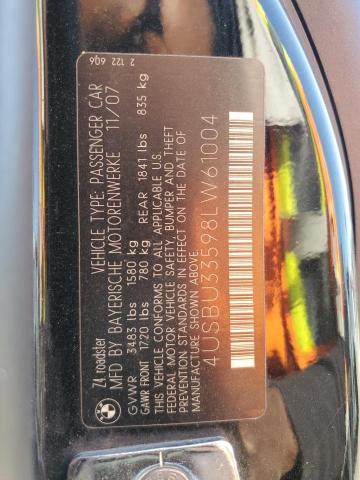 Z4 roadster
VEHICLE TYPE: PASSENGER CAR
MFD BY BAYERISCHE MOTORENWERKE 11/07
GVWR 3483 lbs 1580 kg
GAWR FRONT 1720 lbs 780 kg REAR 1841 lbs 835 kg
THIS VEHICLE CONFORMS TO ALL APPLICABLE U.S.
FEDERAL MOTOR VEHICLE SAFETY, BUMPER AND THEFT
PREVENTION STANDARDS IN EFFECT ON THE DATE OF
MANUFACTURE SHOWN ABOVE.
4USBU33598LW61004
2 122 6Q6
BMW